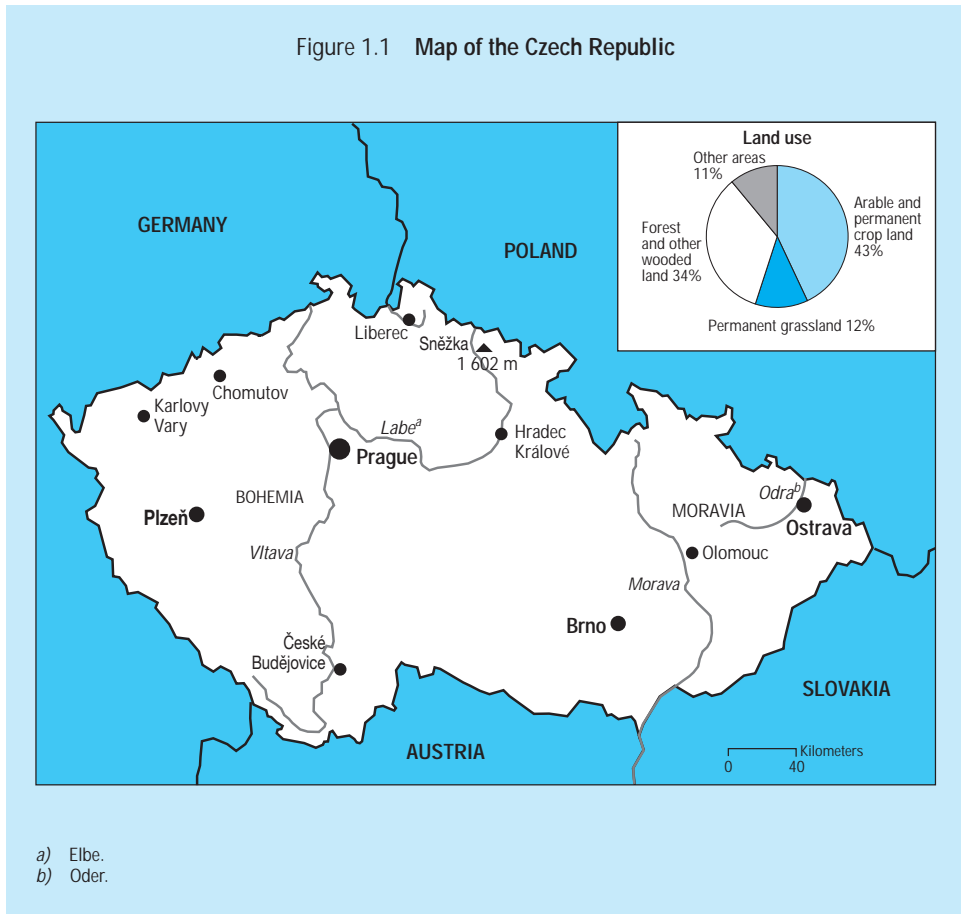 Figure 1.1 Map of the Czech Republic
Land use
Other areas
11%
Arable and
permanent
crop land
43%
Forest
and other
wooded
land 34%
Permanent grassland 12%
GERMANY
POLAND
Liberec
Sněžka
1 602 m
Chomutov
Karlovy
Vary
Labea
Hradec
Králové
Prague
BOHEMIA
Plzeň
Odrab
MORAVIA
Ostrava
Vltava
Olomouc
Morava
Brno
České
Budějovice
SLOVAKIA
AUSTRIA
Kilometers
0 40
a) Elbe.
b) Oder.